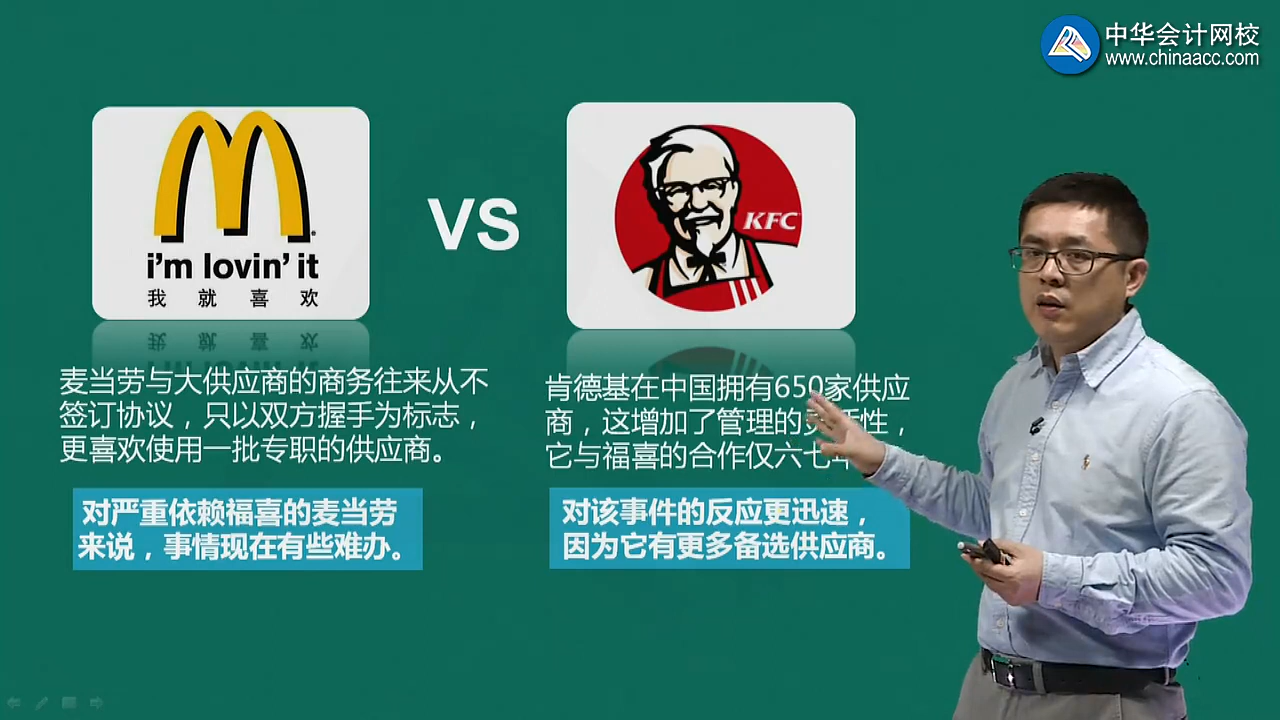 中华会计网校
www.chinaacc.com
i'm lovin' it
我就喜欢
VS
KFC
麦当劳与大供应商的商务往来从不
签订协议，只以双方握手为标志，
更喜欢使用一批专职的供应商。
对严重依赖福喜的麦当劳
来说，事情现在有些难办。
肯德基在中国拥有650家供应
商，这增加了管理的灵活性，
它与福喜的合作仅六七年
对该事件的反应更迅速，
因为它有更多备选供应商。